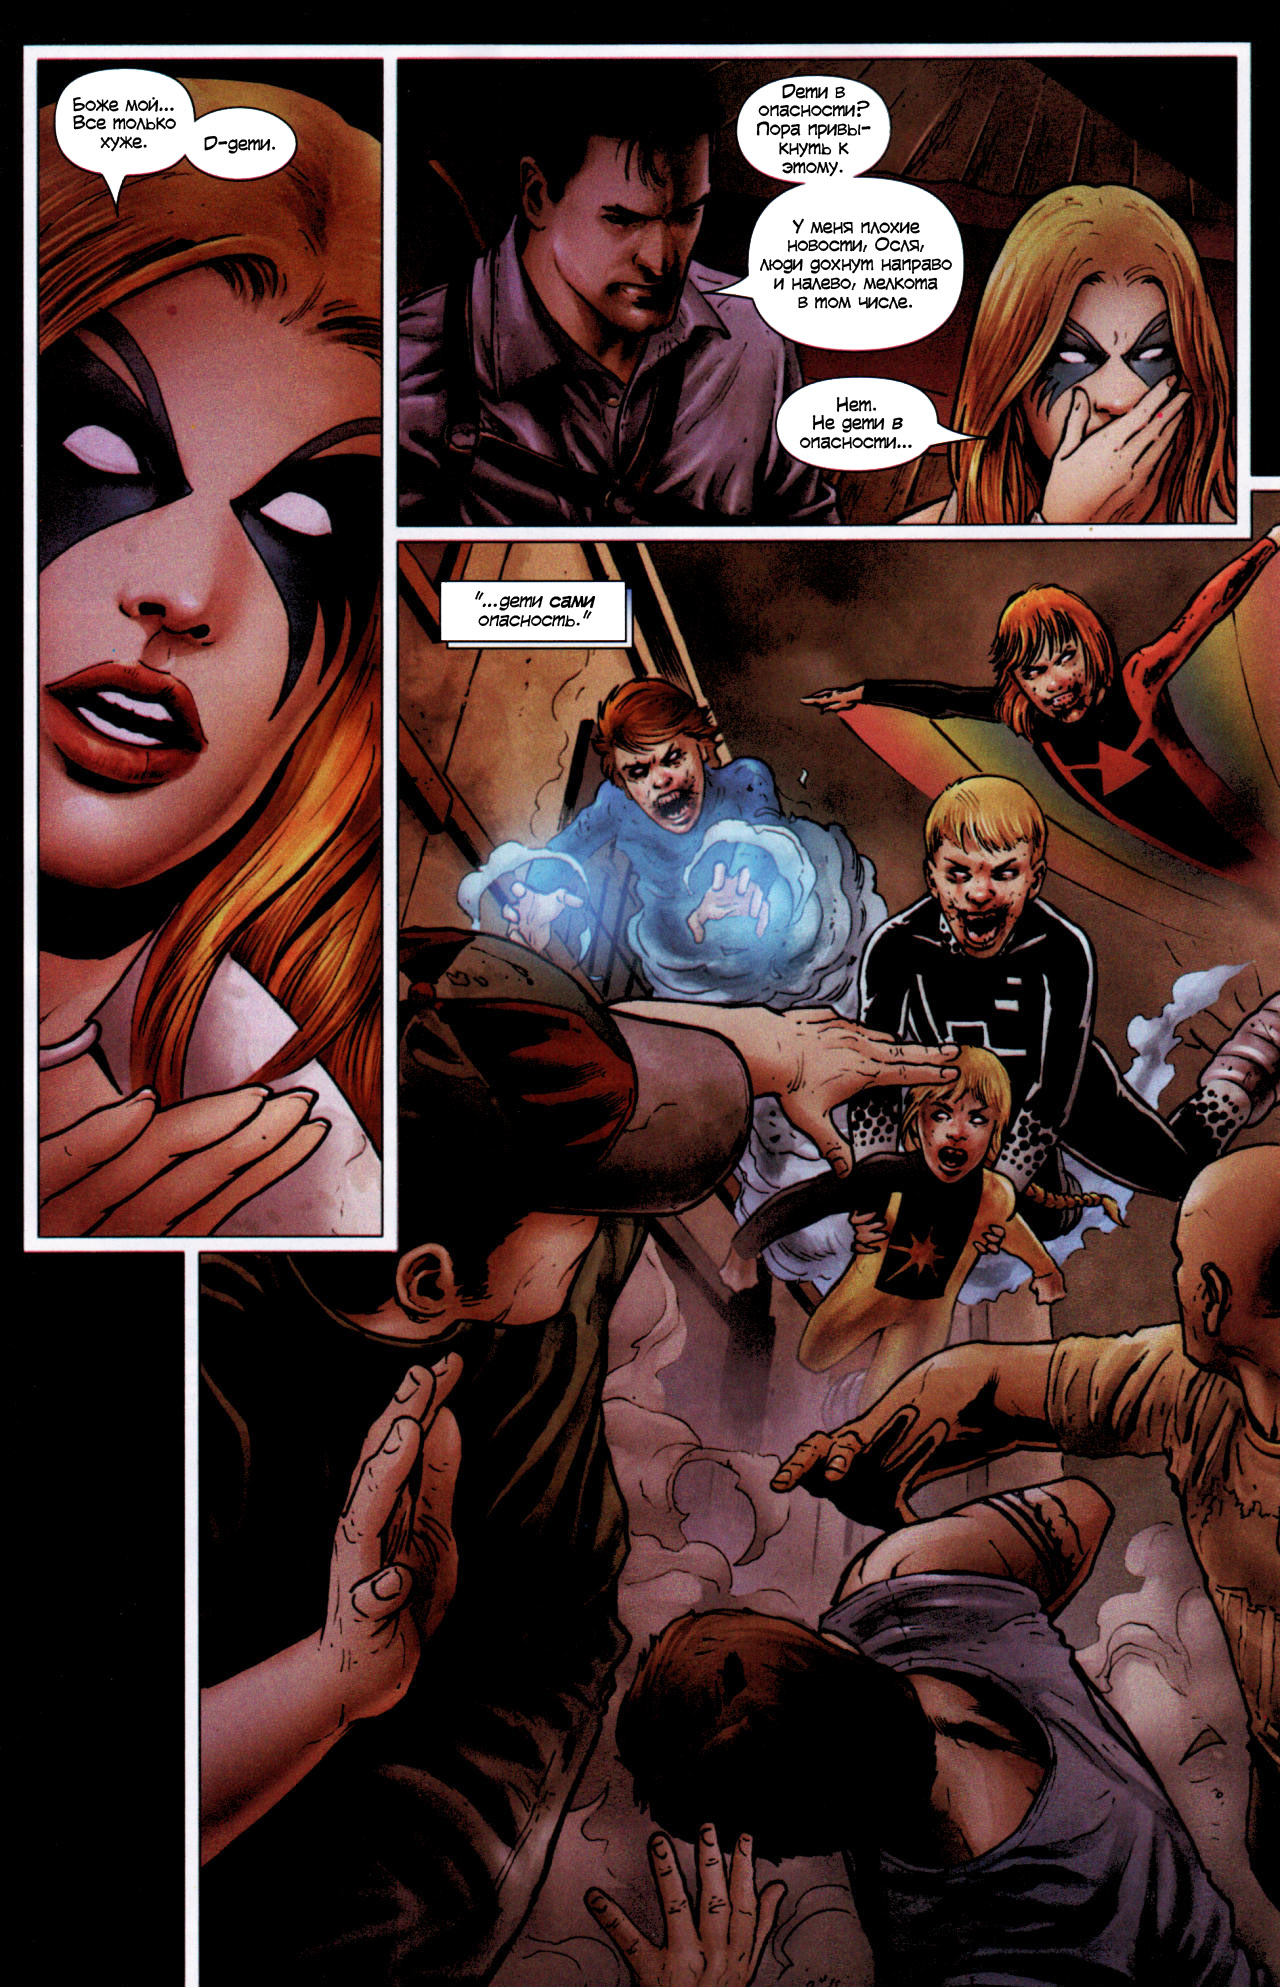 Боже мой...
Все только
хуже.
D-дети.
Dети в
опасности?
Пора привы-
кнуть к
этому.
У меня плохие
новости, Осля,
люди дохнут направо
и налево, мелкота
в том числе.
Нет.
Не дети в
опасности...
"...дети сами
опасность."